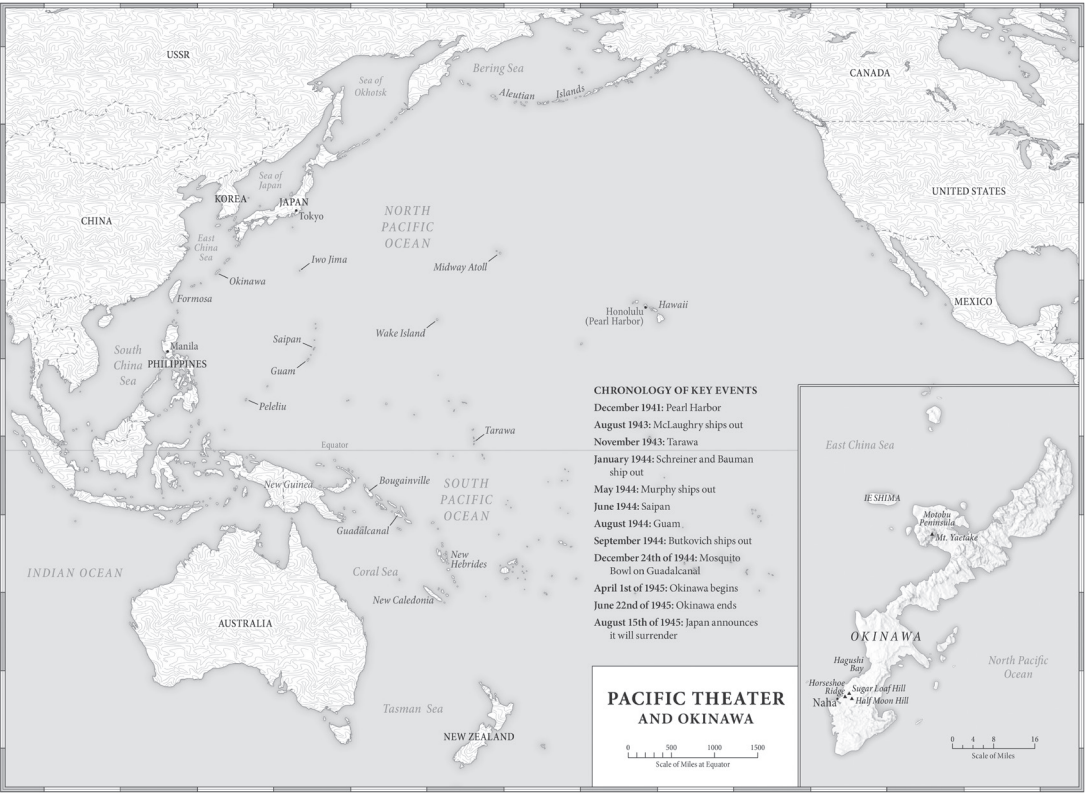 USSR
Sea of
Okhotsk
Bering Sea
Aleutian Islands
CANADA
Sea of
Japan
KOREA
JAPAN
Tokyo
CHINA
UNITED STATES
NORTH
PACIFIC
OCEAN
East
China
Sea
Iwo Jima
Midway Atoll
Okinawa
Formosa
Honolulu
(Pearl Harbor)
Hawaii
MEXICO
Wake Island
Saipan
Guam
South
China
Sea
Manila
PHILIPPINES
Peleliu
Tarawa
Equator
New Guinea
Bougainville
SOUTH
PACIFIC
OCEAN
Guadalcanal
INDIAN OCEAN
Coral Sea
New
Hebrides
New Caledonia
AUSTRALIA
Tasman Sea
NEW ZEALAND
CHRONOLOGY OF KEY EVENTS
December 1941: Pearl Harbor
August 1943: McLaughry ships out
November 1943: Tarawa
January 1944: Schreiner and Bauman
ship out
May 1944: Murphy ships out
June 1944: Saipan
August 1944: Guam
September 1944: Butkovich ships out
December 24th of 1944: Mosquito
Bowl on Guadalcanal
April 1st of 1945: Okinawa begins
June 22nd of 1945: Okinawa ends
August 15th of 1945: Japan announces
it will surrender
PACIFIC THEATER
AND OKINAWA
0 500 1000 1500
Scale of Miles at Equator
East China Sea
IE SHIMA
Motobu
Peninsula
Mt. Yaetake
OKINAWA
Hagushi
Bay
North Pacific
Ocean
Horseshoe
Ridge
Sugar Loaf Hill
Half Moon Hill
Naha
0 4 8 16
Scale of Miles